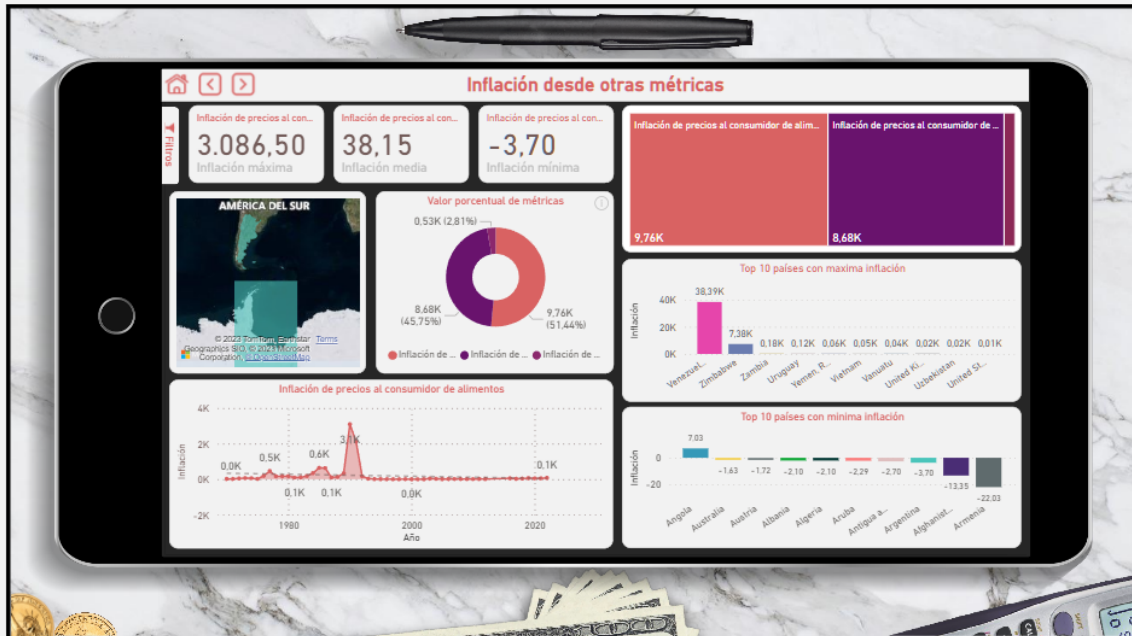 Inflación desde otras métricas
Filtros
Inflación de precios al con...
3.086,50
Inflación máxima
Inflación de precios al con...
38,15
Inflación media
Inflación de precios al con...
-3,70
Inflación mínima
Inflación de precios al consumidor de alim...
9,76K
Inflación de precios al consumidor de ...
8,68K
AMÉRICA DEL SUR
© 2023 TomTom, Earthstar
Terms
Geographics SIO, © 2023 Microsoft
Corporation, © OpenStreetMap
Valor porcentual de métricas
0,53K (2,81%)
8,68K
(45,75%)
9,76K
(51,44%)
Inflación de ...
Inflación de ...
Inflación de ...
Top 10 países con maxima inflación
Inflación
40K
20K
0K
38,39K
7,38K
0,18K
0,12K
0,06K
0,05K
0,04K
0,02K
0,02K
0,01K
Venezuel...
Zimbabwe
Zambia
Uruguay
Yemen, R...
Vietnam
Vanuatu
United Ki...
Uzbekistan
United St...
Inflación de precios al consumidor de alimentos
Inflación
4K
2K
0K
-2K
0,0K
0,5K
0,1K
0,6K
0,1K
3,1K
0,0K
0,1K
1980
2000
2020
Año
Top 10 países con minima inflación
Inflación
0
-20
7.03
-1.63
-1.72
-2.10
-2.10
-2.29
-2.70
-3.70
-13.35
-22.03
Angola
Australia
Austria
Albania
Algeria
Aruba
Antigua a...
Argentina
Afghanist...
Armenia